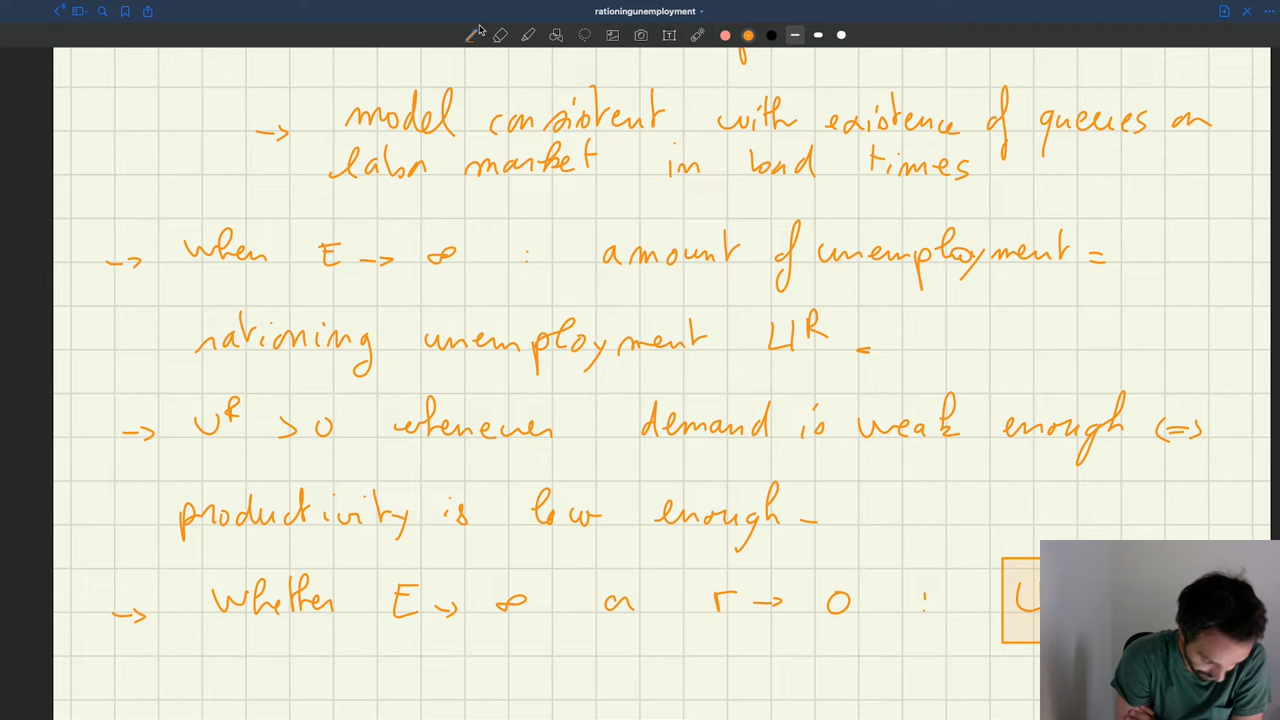 rationingunemployment
→ model consistent with existence of queues on
labor market in bad times
→ when E → ∞ : amount of unemployment =
rationing unemployment U^R.
→ U^R > 0 whenever demand is weak enough <=>
productivity is low enough.
→ Whether E → ∞ or r → 0 : U